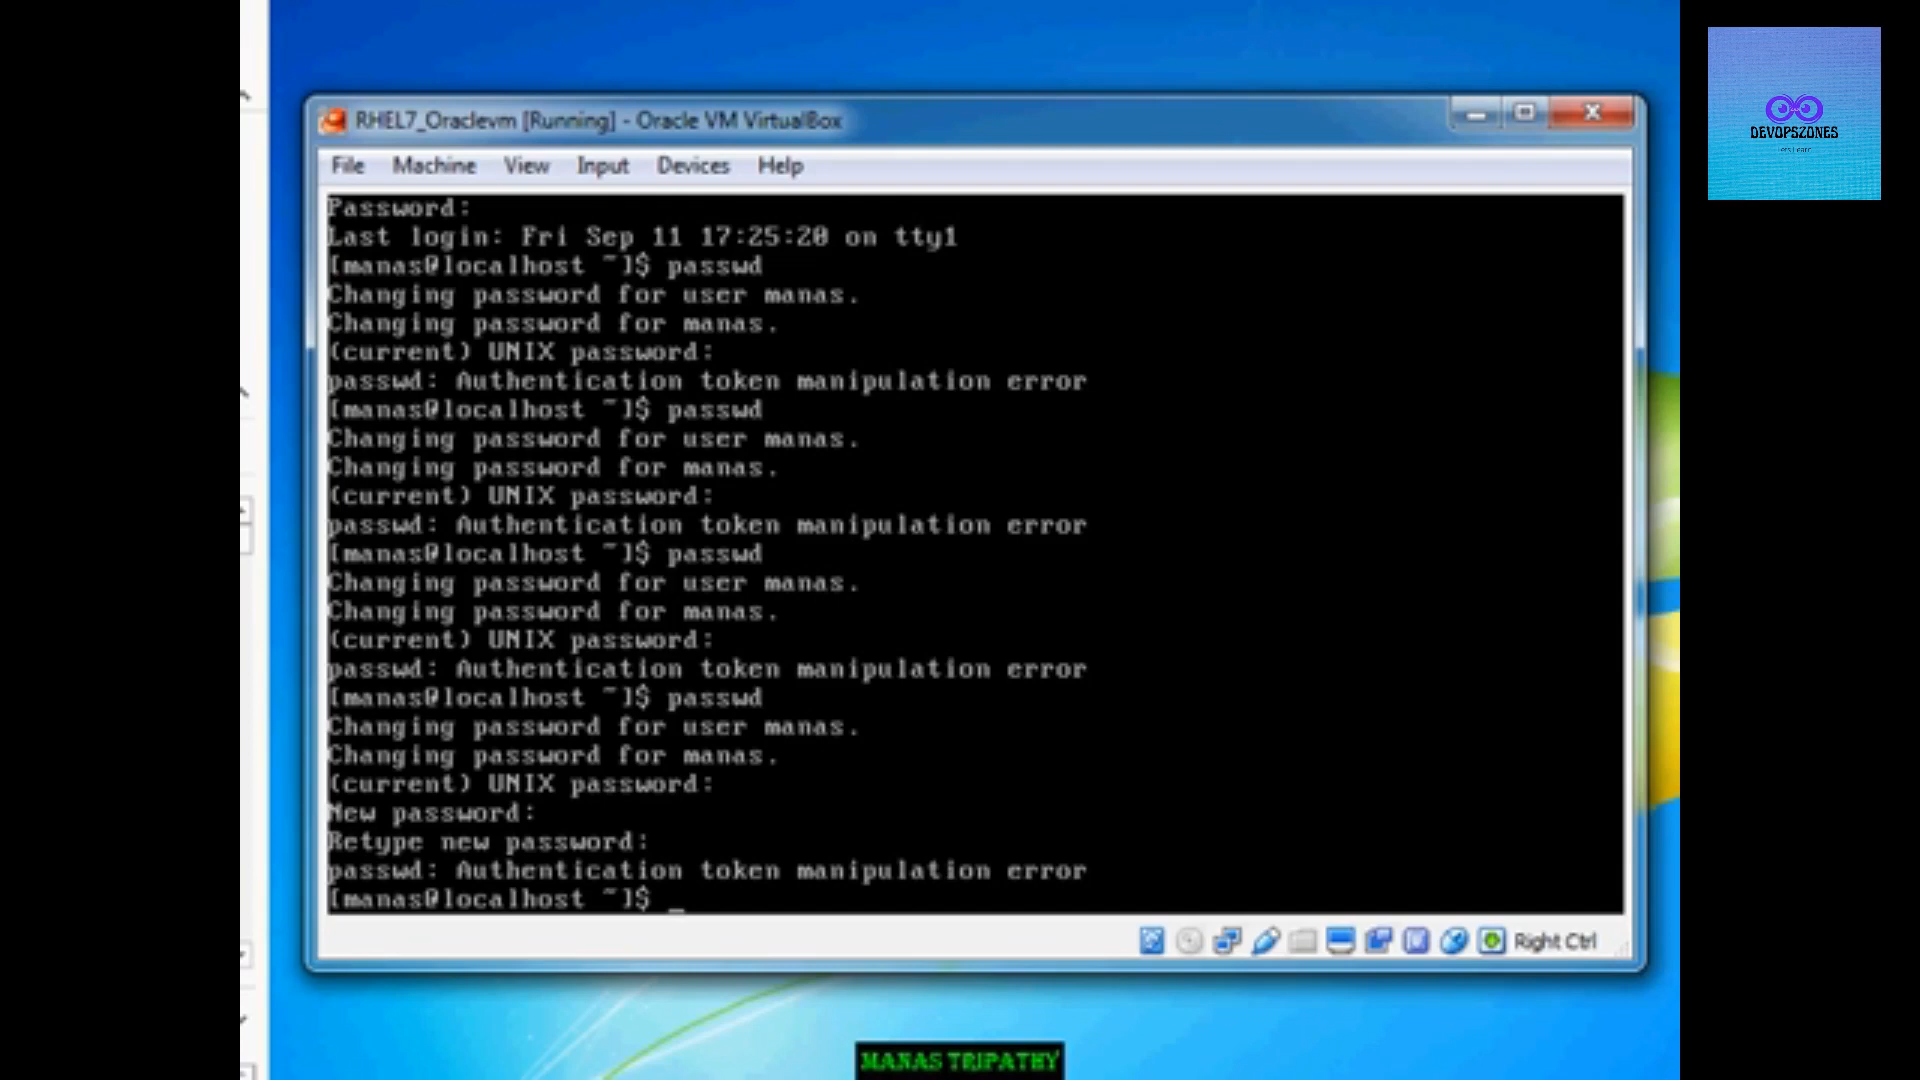 RHEL7_Oraclevm [Running] - Oracle VM VirtualBox
File Machine View Input Devices Help
Password:
Last login: Fri Sep 11 17:25:20 on tty1
[manas@localhost ~]$ passwd
Changing password for user manas.
Changing password for manas.
(current) UNIX password:
passwd: Authentication token manipulation error
[manas@localhost ~]$ passwd
Changing password for user manas.
Changing password for manas.
(current) UNIX password:
passwd: Authentication token manipulation error
[manas@localhost ~]$ passwd
Changing password for user manas.
Changing password for manas.
(current) UNIX password:
passwd: Authentication token manipulation error
[manas@localhost ~]$ passwd
Changing password for user manas.
Changing password for manas.
(current) UNIX password:
New password:
Retype new password:
passwd: Authentication token manipulation error
[manas@localhost ~]$ _
Right Ctrl
MANAS TRIPATHY
DEVOPSZONES
Lets Learn